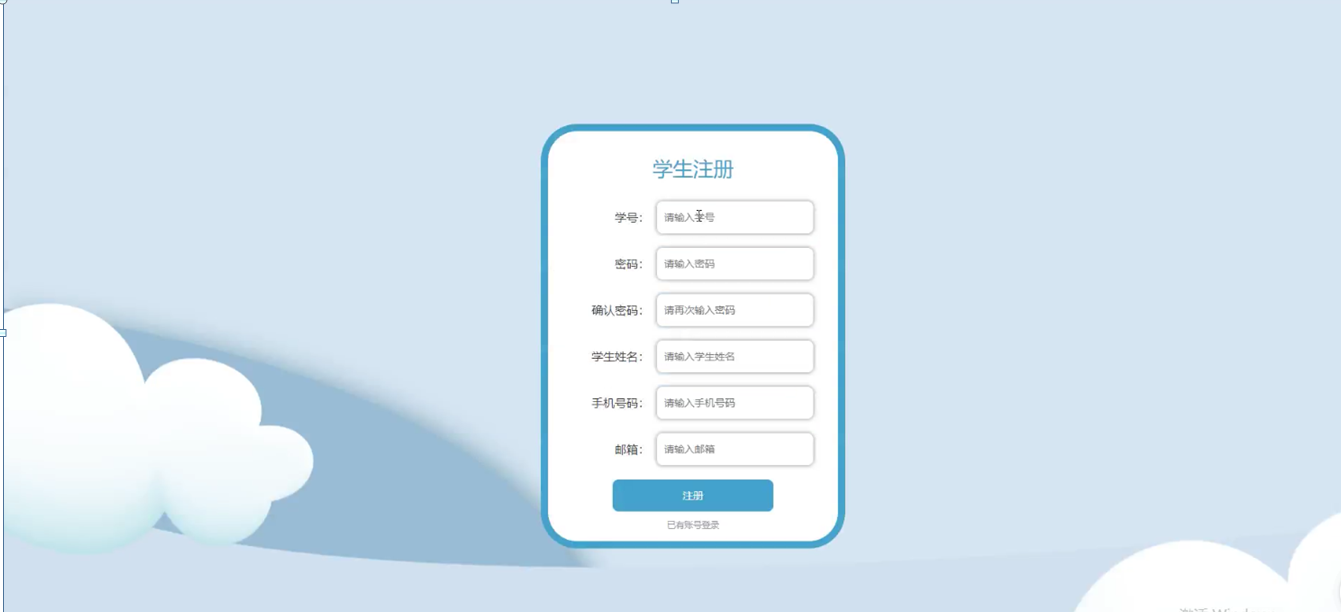 学生注册
学号： 请输入学号
密码： 请输入密码
确认密码： 请再次输入密码
学生姓名： 请输入学生姓名
手机号码： 请输入手机号码
邮箱： 请输入邮箱
注册
已有账号登录